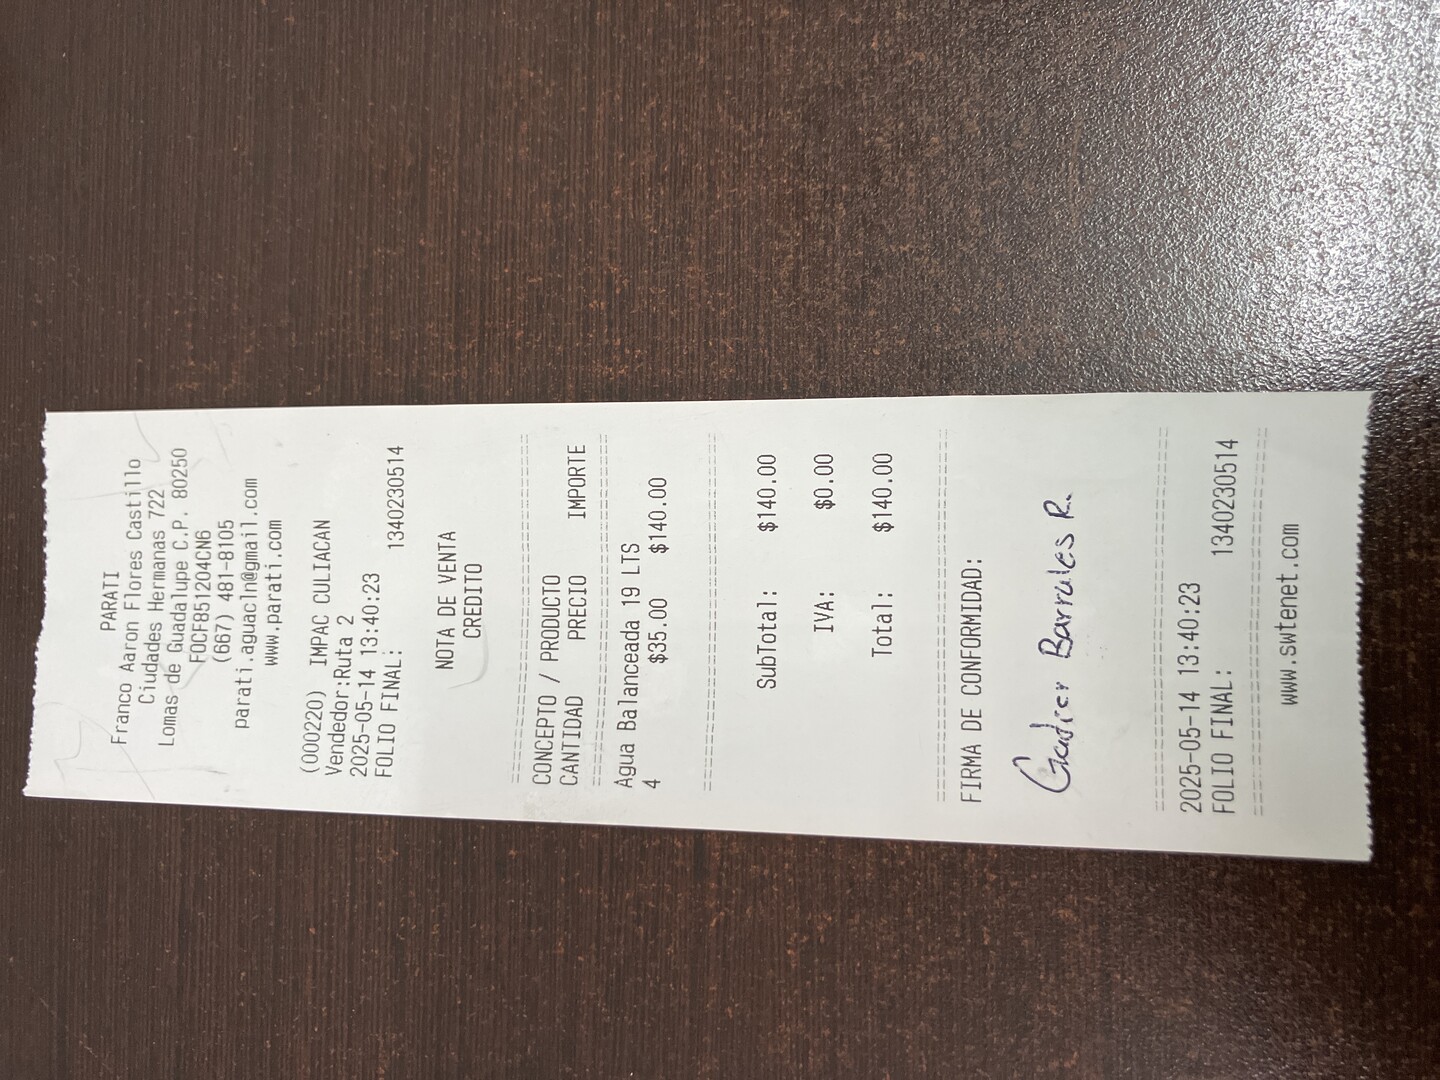 PARATI
Franco Aaron Flores Castillo
Ciudades Hermanas 722
Lomas de Guadalupe C.P. 80250
FOCF851204CN6
(667) 481-8105
parati.aguacln@gmail.com
www.parati.com
(000220) IMPAC CULIACAN
Vendedor:Ruta 2
2025-05-14 13:40:23
FOLIO FINAL: 1340230514
NOTA DE VENTA
CREDITO
CONCEPTO / PRODUCTO
CANTIDAD PRECIO IMPORTE
Agua Balanceada 19 LTS
4 $35.00 $140.00
SubTotal: $140.00
IVA: $0.00
Total: $140.00
FIRMA DE CONFORMIDAD:
R.
2025-05-14 13:40:23
FOLIO FINAL: 1340230514
www.swtenet.com